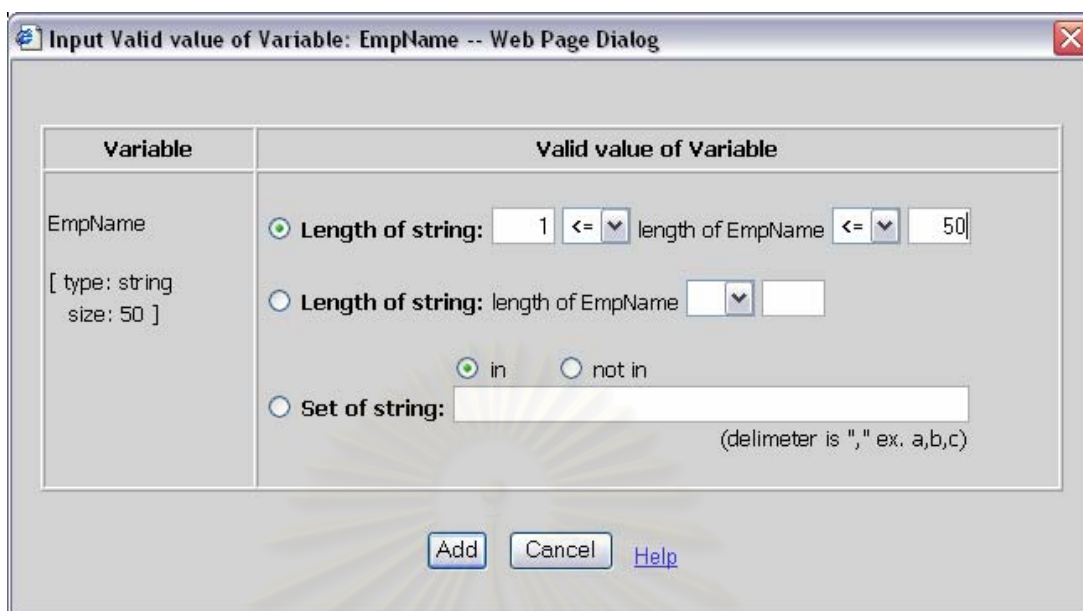 Input Valid value of Variable: EmpName -- Web Page Dialog
Variable
Valid value of Variable
EmpName
[ type: string
size: 50 ]
Length of string: 1 <= length of EmpName <= 50
Length of string: length of EmpName
in not in
Set of string:
(delimeter is "," ex. a,b,c)
Add Cancel Help